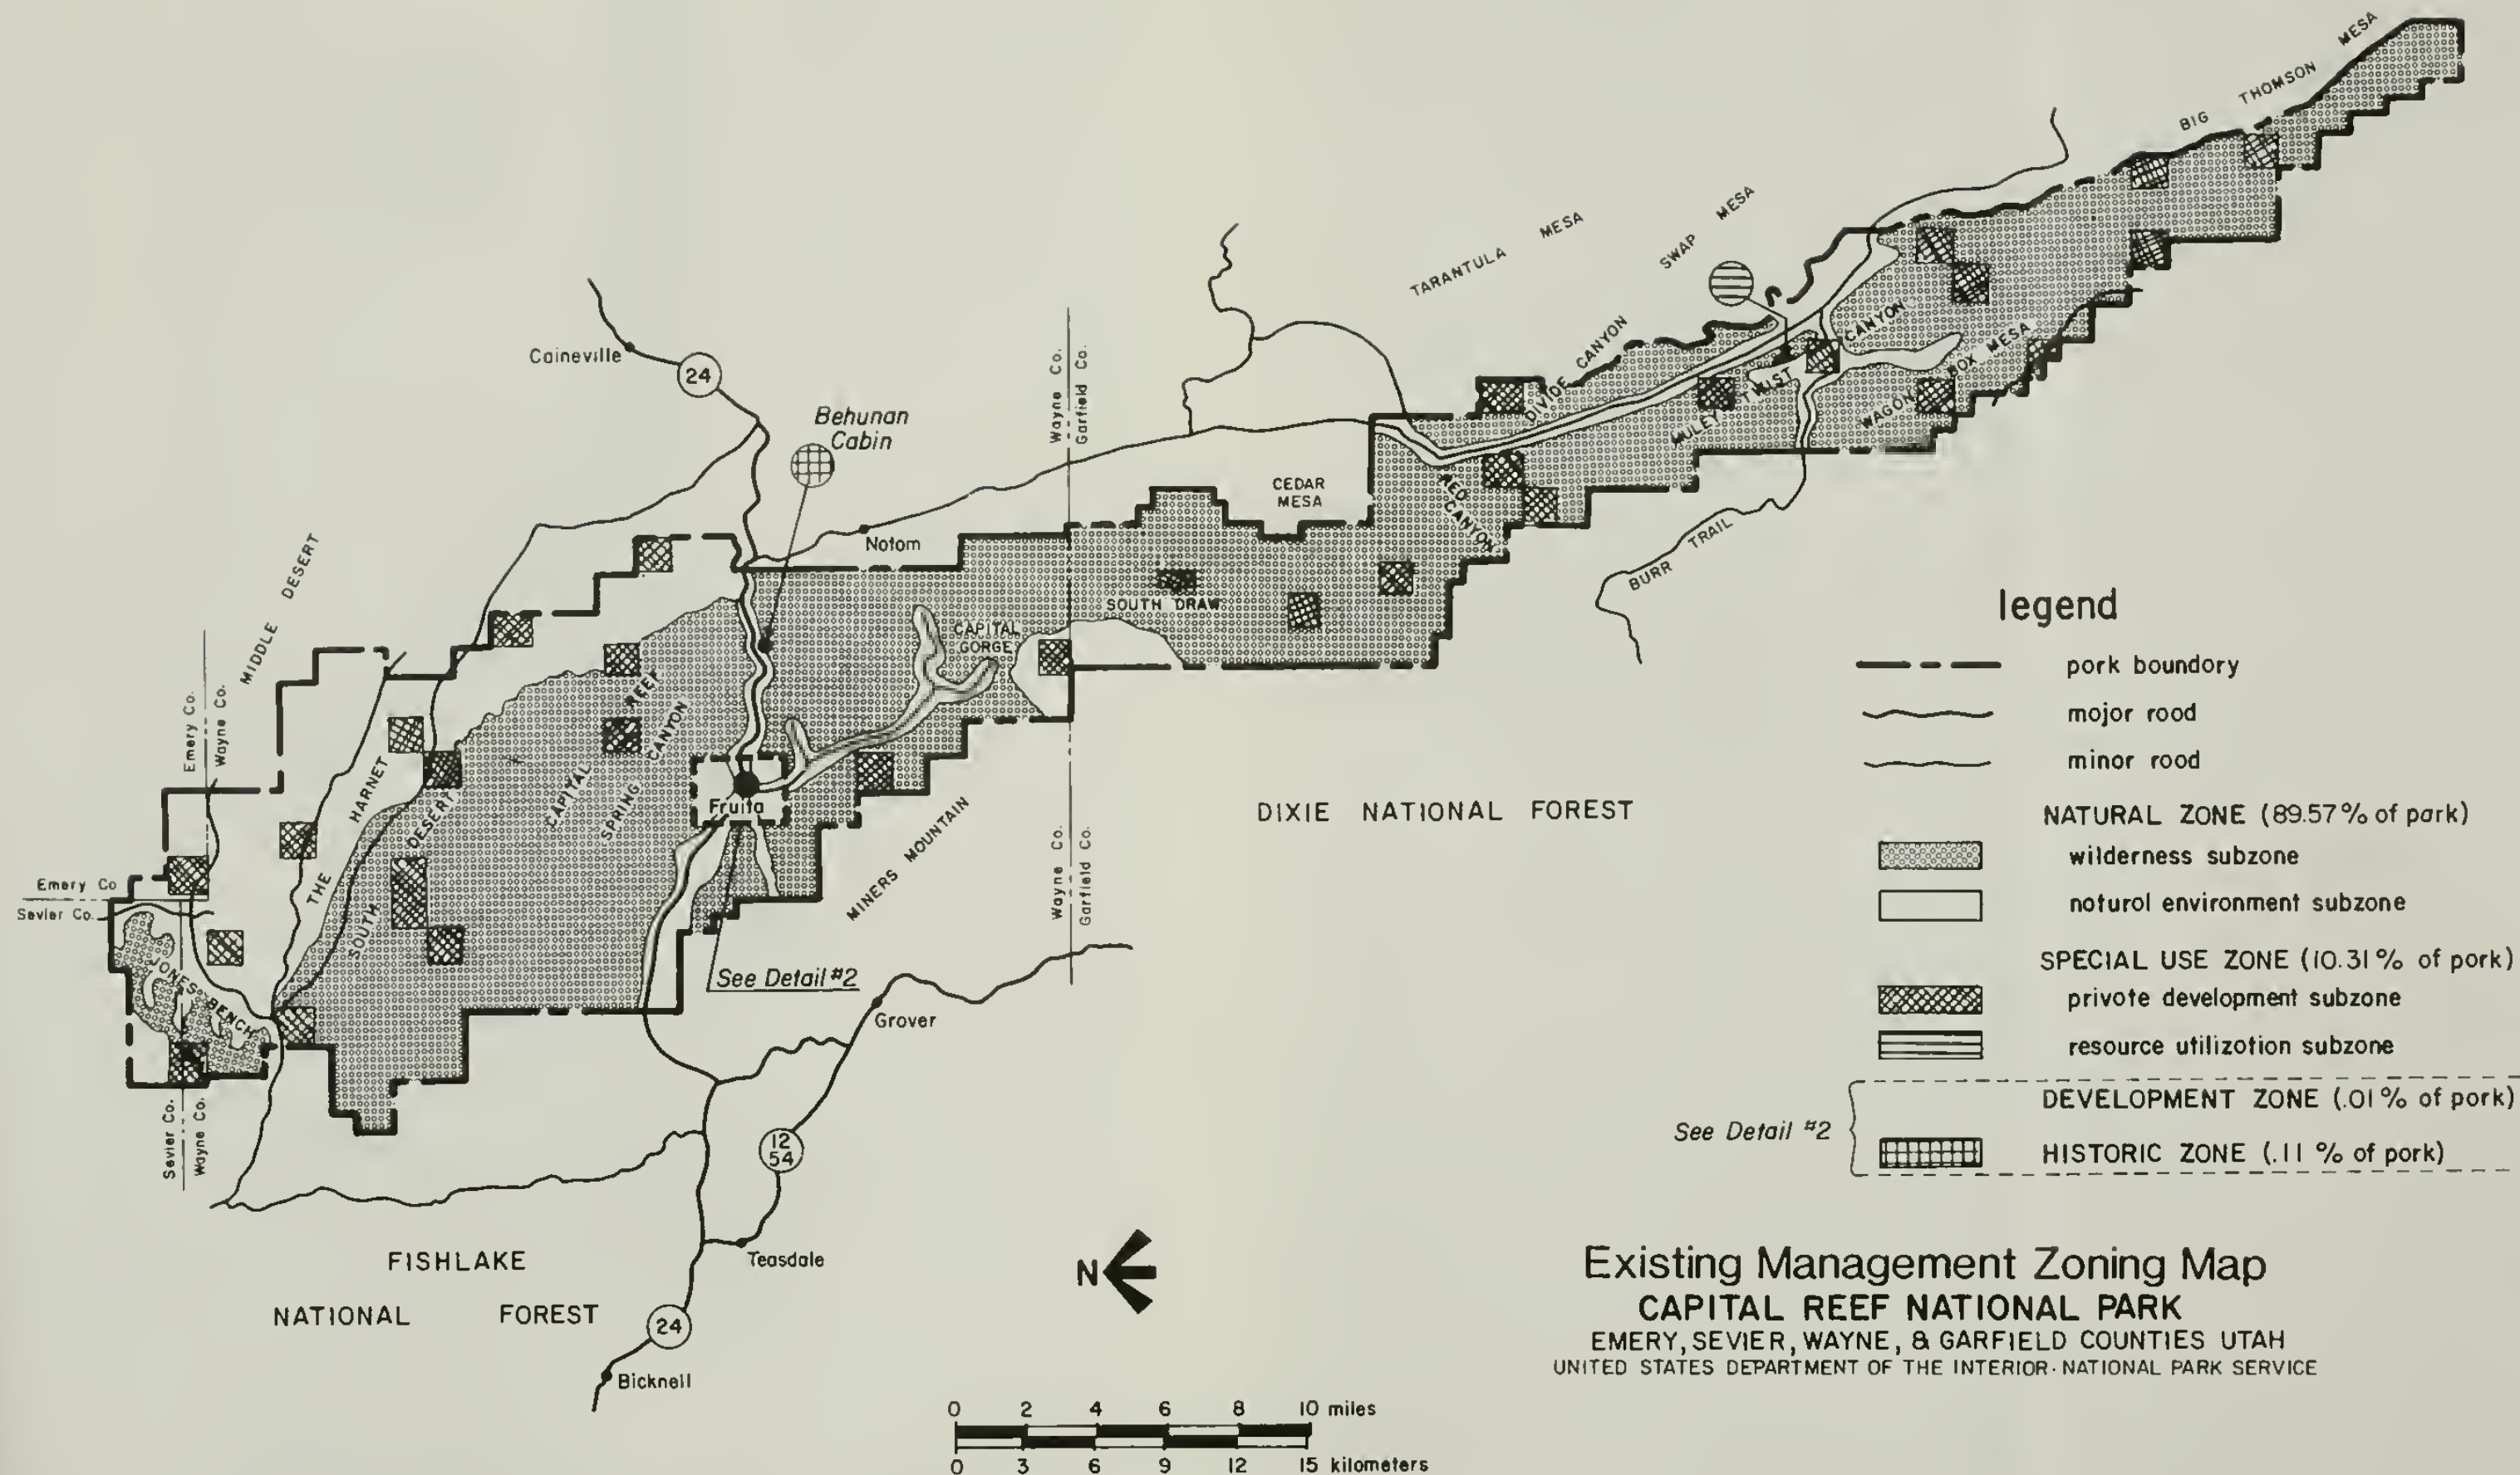 BIG THOMSON MESA
TARANTULA MESA
SWAP MESA
Caineville
24
Behunan
Cabin
Wayne Co.
Garfield Co.
DIVIDE CANYON
MULEY TWIST CANYON
WAGON BOX MESA
CEDAR
MESA
RED CANYON
BURR TRAIL
Notom
MIDDLE DESERT
SOUTH DRAW
CAPITAL
GORGE
Emery Co.
Wayne Co.
THE HARNET
SOUTH DESERT
CAPITAL REEF
SPRING CANYON
Fruita
MINERS MOUNTAIN
DIXIE NATIONAL FOREST
Emery Co
Sevier Co.
JONES BENCH
Wayne Co.
Garfield Co.
See Detail #2
Grover
Sevier Co.
Wayne Co.
12
54
Teasdale
FISHLAKE
NATIONAL FOREST
24
Bicknell
N
legend
park boundary
major road
minor road
NATURAL ZONE (89.57% of park)
wilderness subzone
natural environment subzone
SPECIAL USE ZONE (10.31% of park)
private development subzone
resource utilization subzone
DEVELOPMENT ZONE (.01% of park)
See Detail #2
HISTORIC ZONE (.11 % of park)
Existing Management Zoning Map
CAPITAL REEF NATIONAL PARK
EMERY, SEVIER, WAYNE, & GARFIELD COUNTIES UTAH
UNITED STATES DEPARTMENT OF THE INTERIOR · NATIONAL PARK SERVICE
0 2 4 6 8 10 miles
0 3 6 9 12 15 kilometers